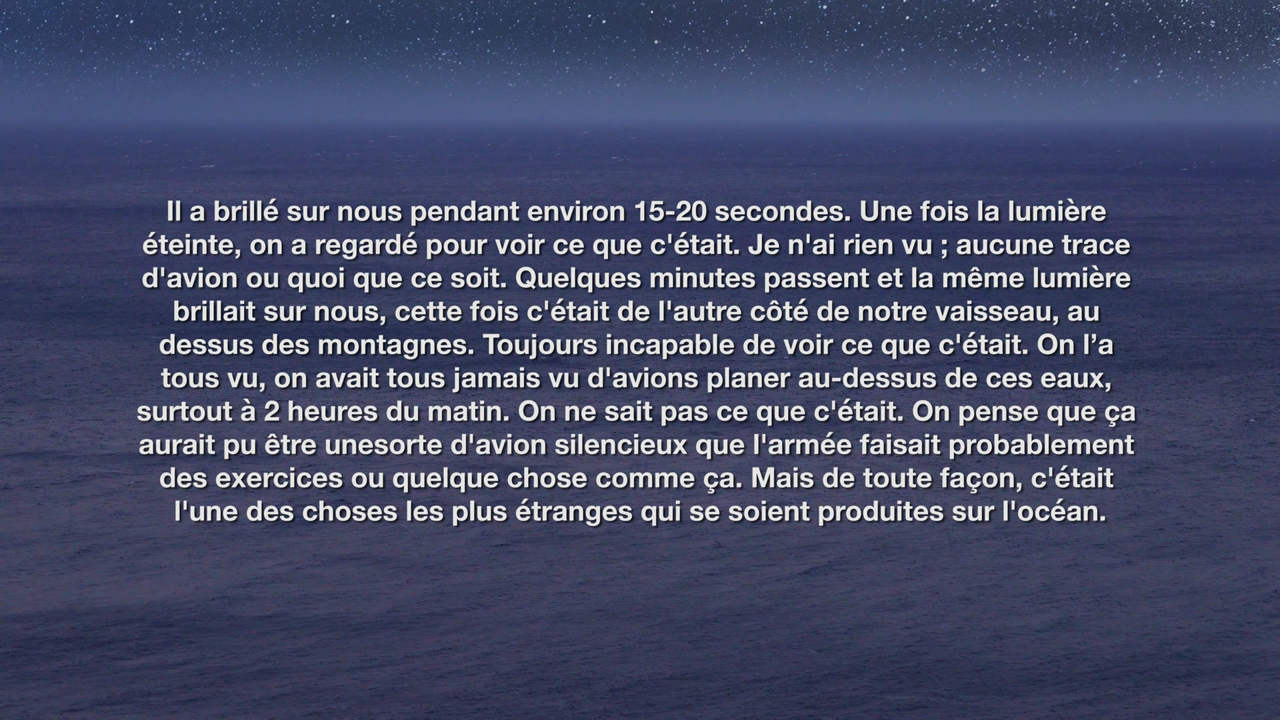 Il a brillé sur nous pendant environ 15-20 secondes. Une fois la lumière
éteinte, on a regardé pour voir ce que c'était. Je n'ai rien vu ; aucune trace
d'avion ou quoi que ce soit. Quelques minutes passent et la même lumière
brillait sur nous, cette fois c'était de l'autre côté de notre vaisseau, au
dessus des montagnes. Toujours incapable de voir ce que c'était. On l’a
tous vu, on avait tous jamais vu d'avions planer au-dessus de ces eaux,
surtout à 2 heures du matin. On ne sait pas ce que c'était. On pense que ça
aurait pu être unesorte d'avion silencieux que l'armée faisait probablement
des exercices ou quelque chose comme ça. Mais de toute façon, c'était
l'une des choses les plus étranges qui se soient produites sur l'océan.